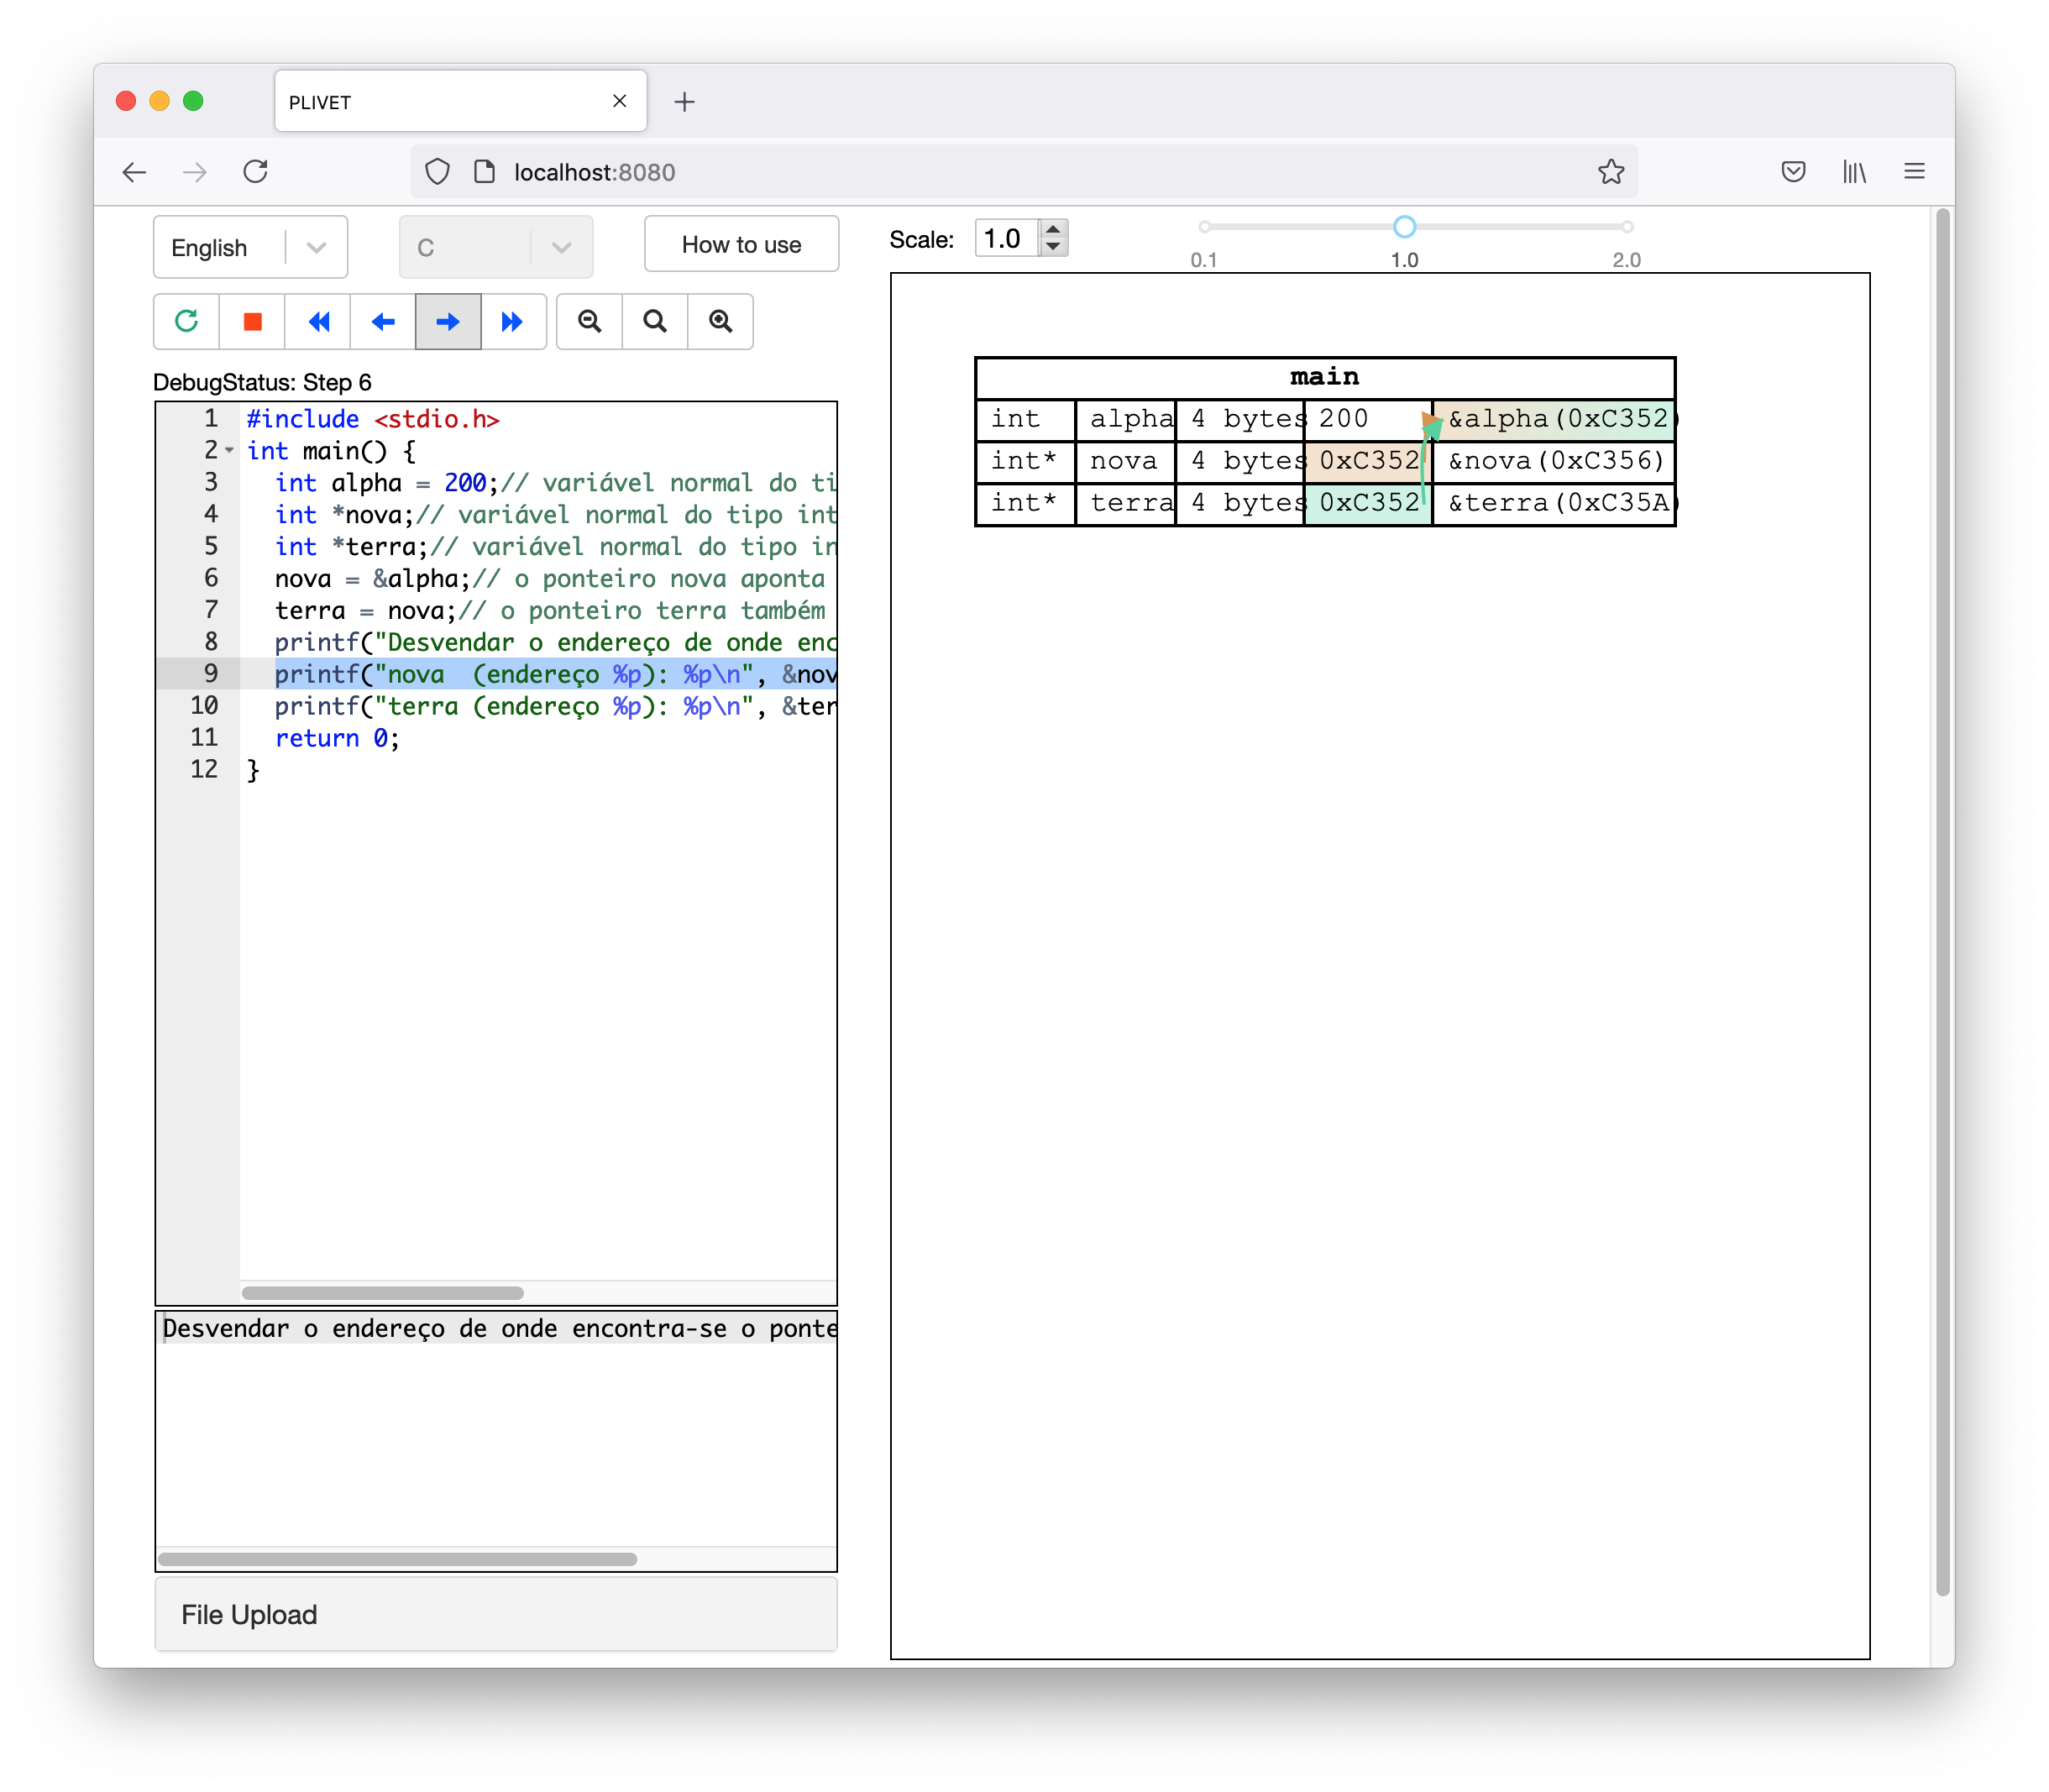 PLIVET
localhost:8080
English
C
How to use
Scale: 1.0
0.1 1.0 2.0
DebugStatus: Step 6
1 #include <stdio.h>
2 int main() {
3 int alpha = 200;// variável normal do ti
4 int *nova;// variável normal do tipo int
5 int *terra;// variável normal do tipo in
6 nova = &alpha;// o ponteiro nova aponta
7 terra = nova;// o ponteiro terra também
8 printf("Desvendar o endereço de onde enc
9 printf("nova  (endereço %p): %p\n", &nov
10 printf("terra (endereço %p): %p\n", &ter
11 return 0;
12 }
Desvendar o endereço de onde encontra-se o ponte
File Upload
main
int alpha 4 bytes 200 &alpha(0xC352)
int* nova 4 bytes 0xC352 &nova(0xC356)
int* terra 4 bytes 0xC352 &terra(0xC35A)